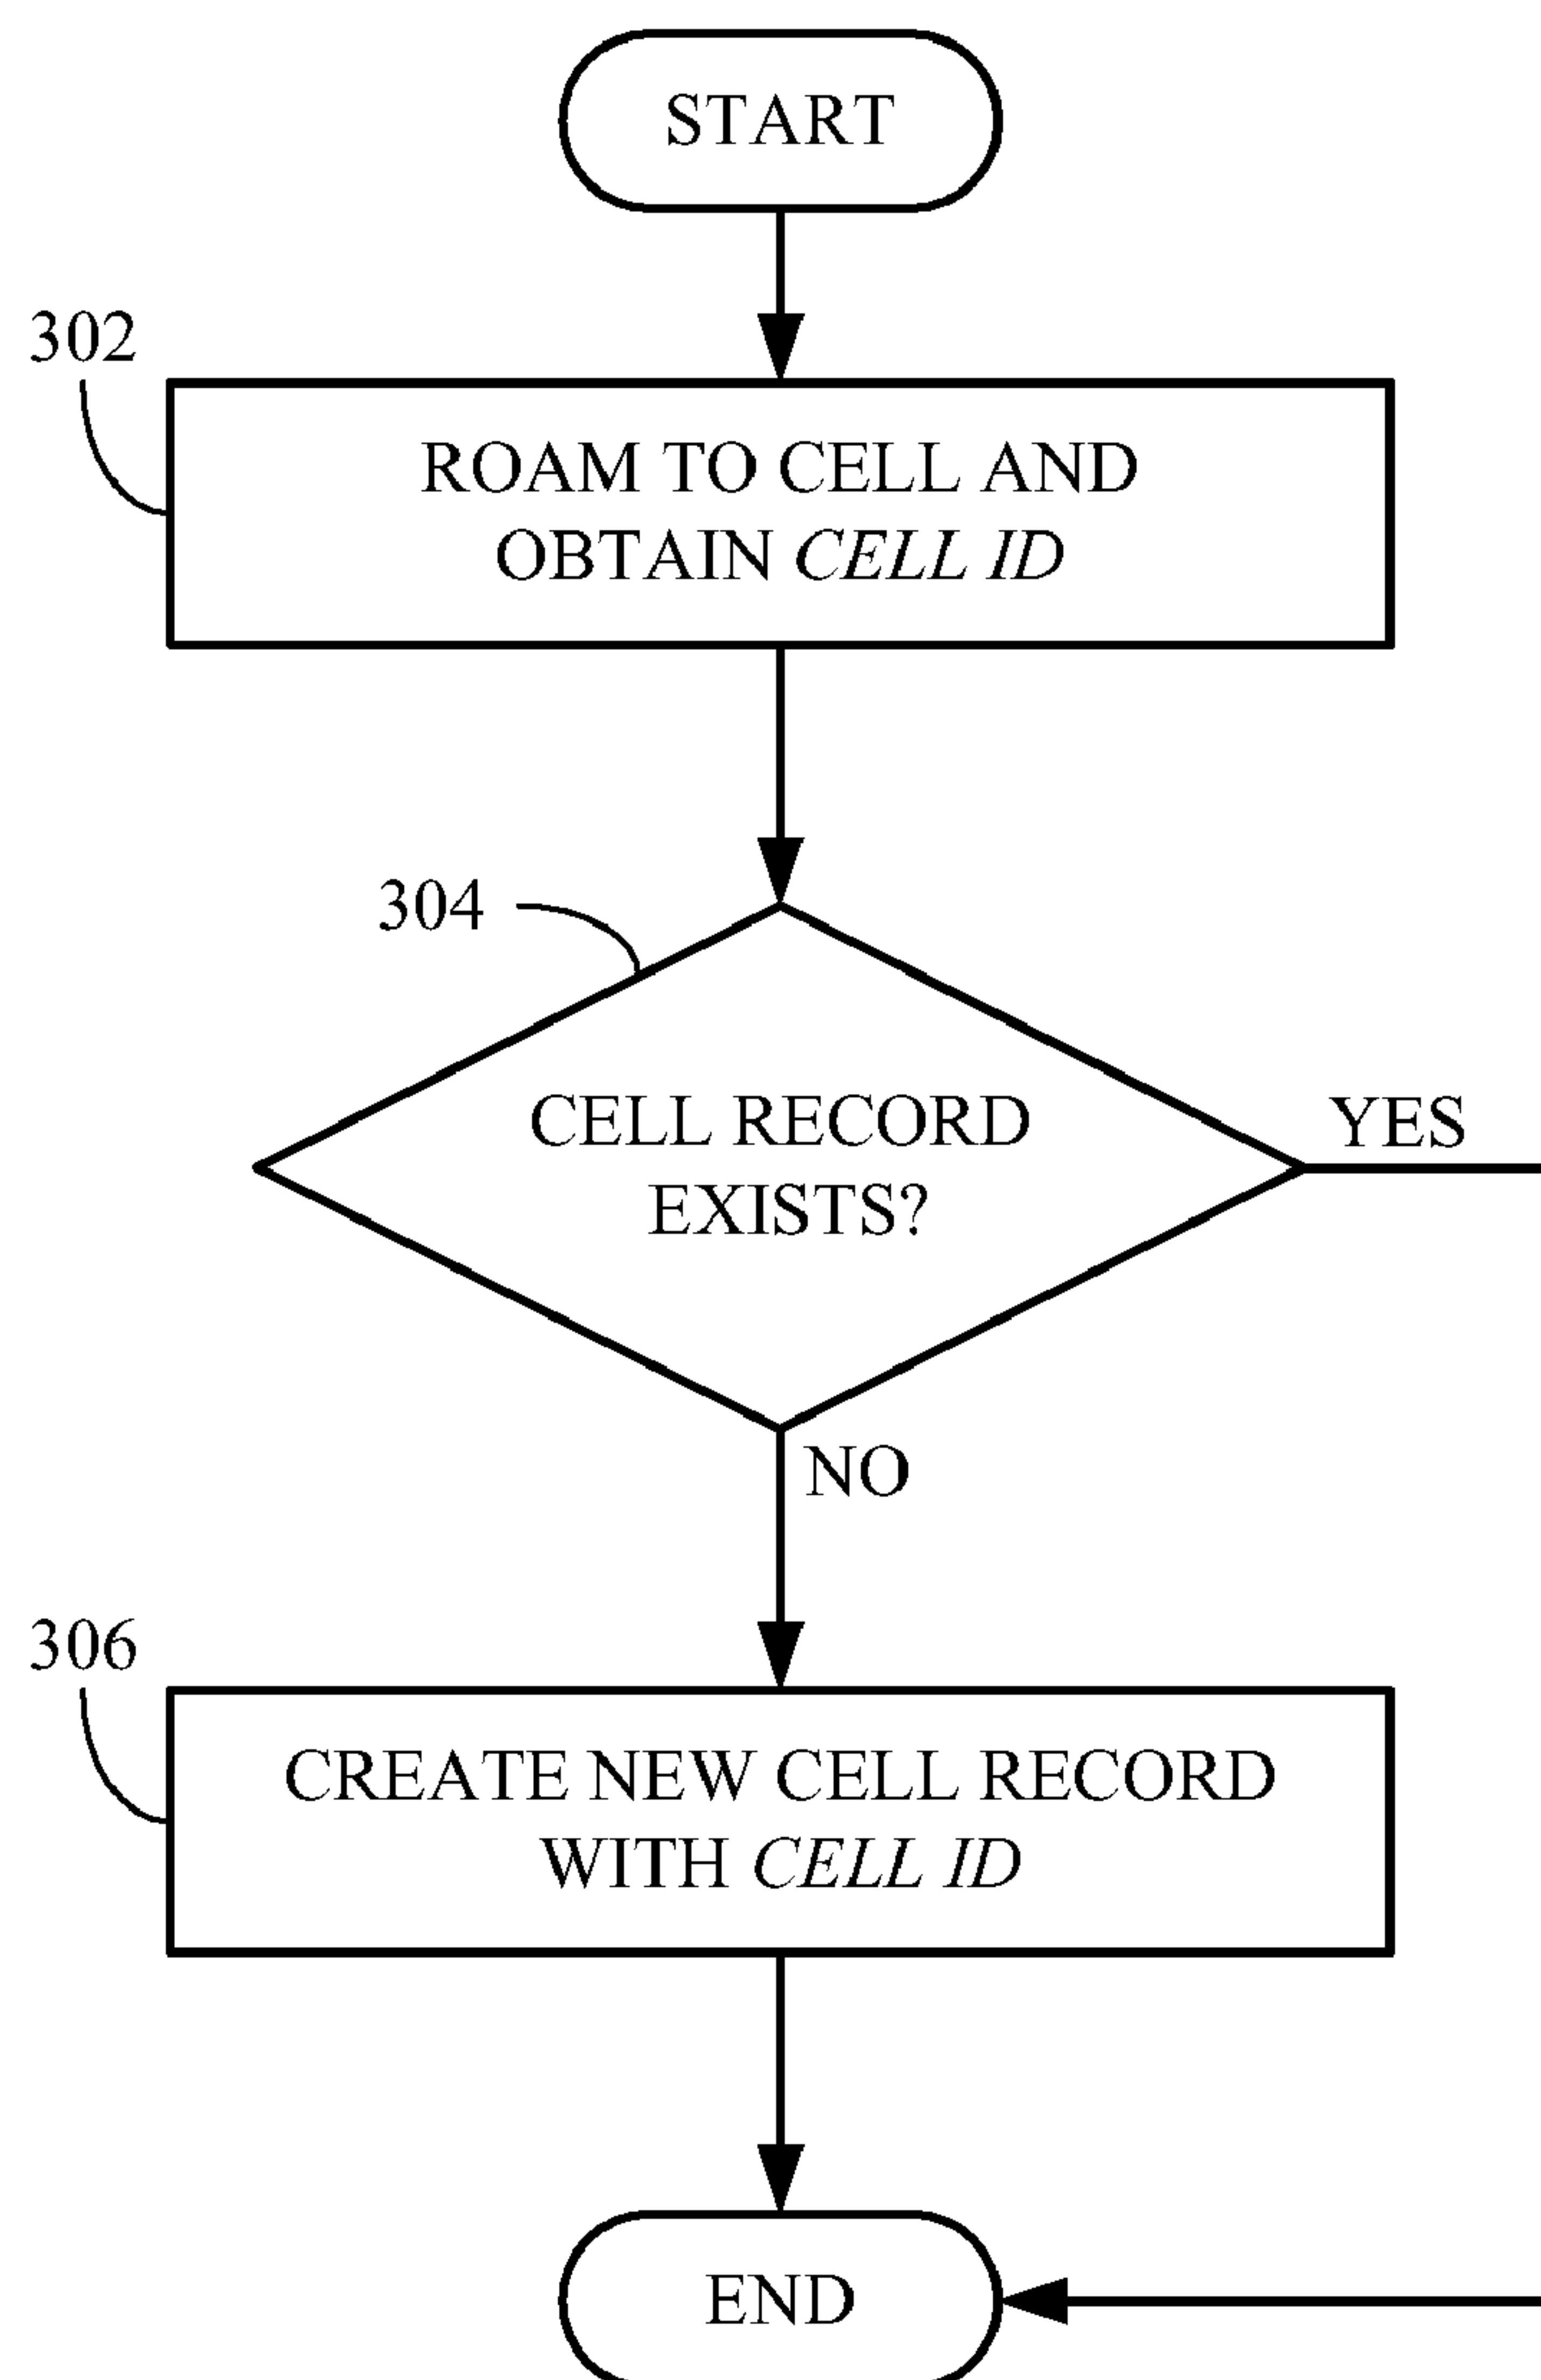 START
302
ROAM TO CELL AND
OBTAIN CELL ID
304
CELL RECORD
EXISTS?
YES
NO
306
CREATE NEW CELL RECORD
WITH CELL ID
END